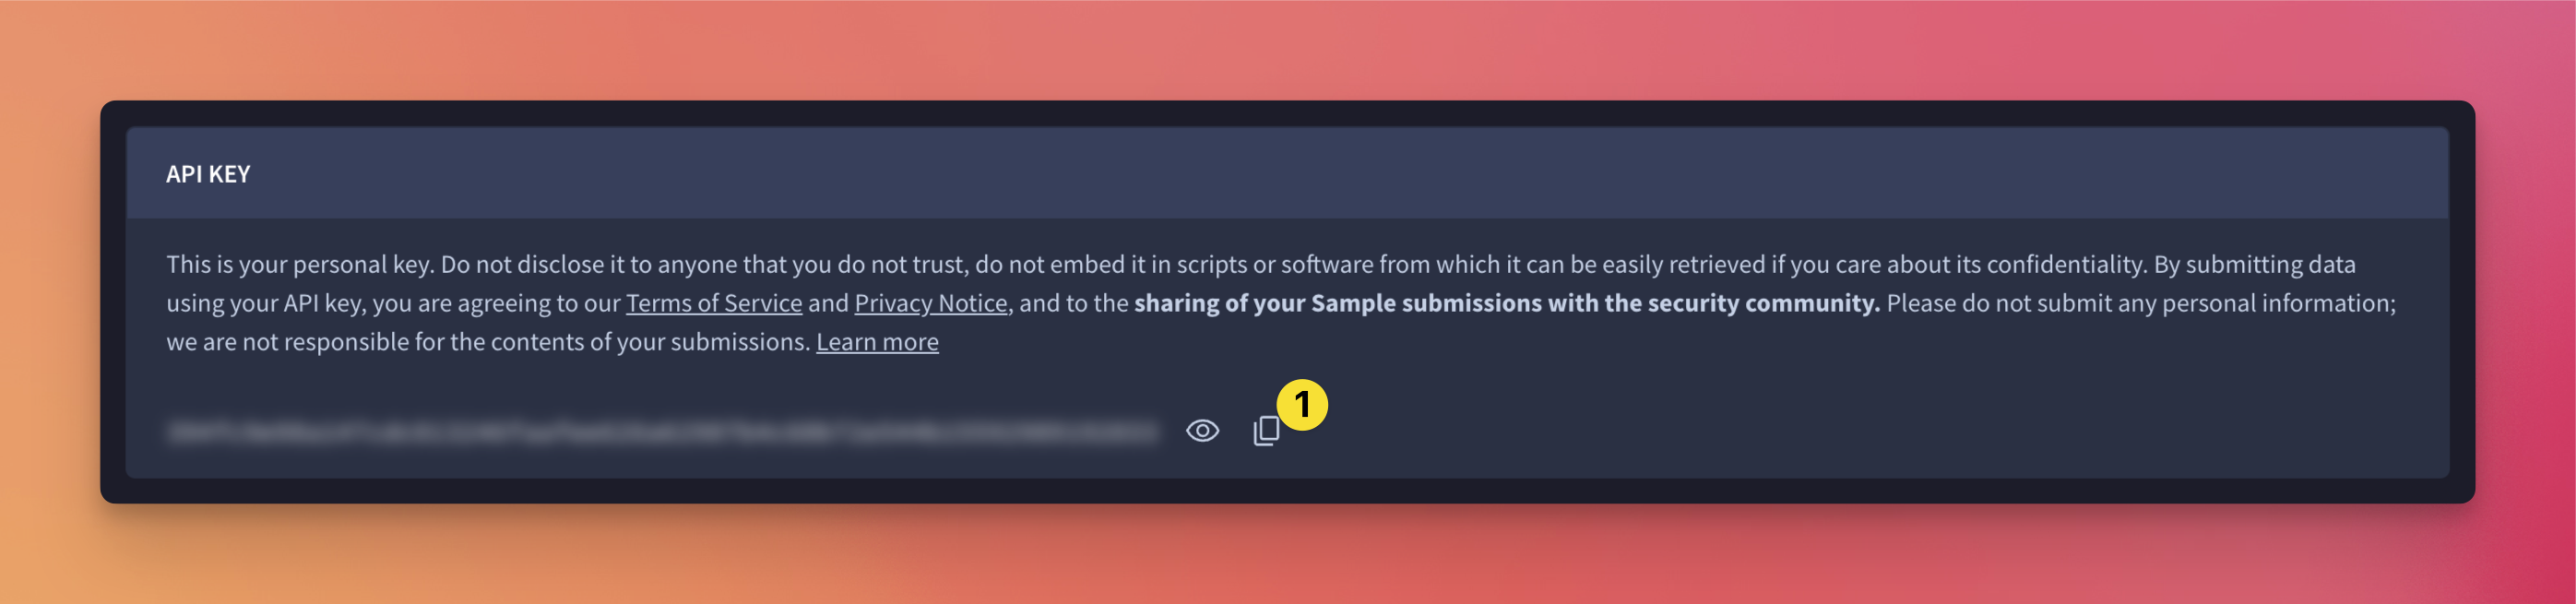 API KEY
This is your personal key. Do not disclose it to anyone that you do not trust, do not embed it in scripts or software from which it can be easily retrieved if you care about its confidentiality. By submitting data
using your API key, you are agreeing to our Terms of Service and Privacy Notice, and to the sharing of your Sample submissions with the security community. Please do not submit any personal information;
we are not responsible for the contents of your submissions. Learn more
1